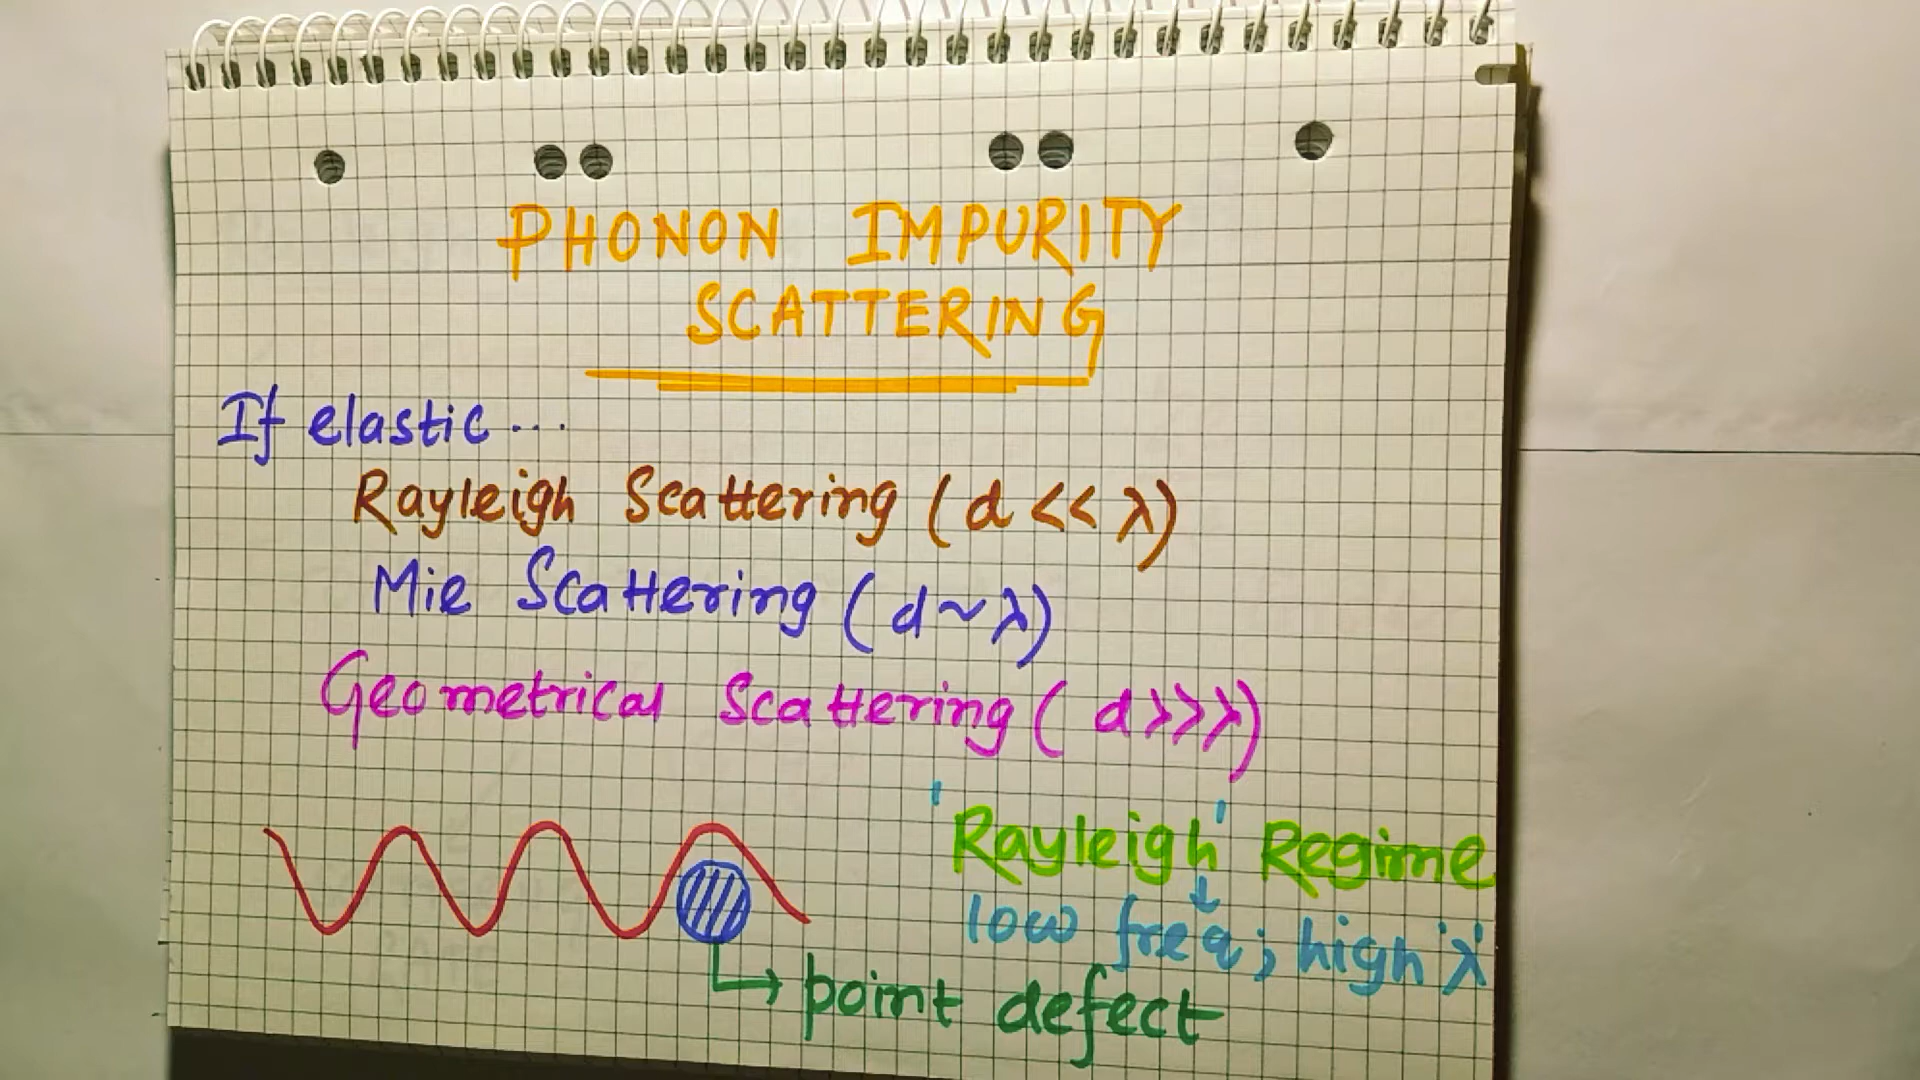 PHONON IMPURITY
SCATTERING
If elastic...
Rayleigh Scattering (d << λ)
Mie Scattering (d ~ λ)
Geometrical Scattering (d >>> λ)
'Rayleigh' Regime
low freq; high 'λ'
point defect